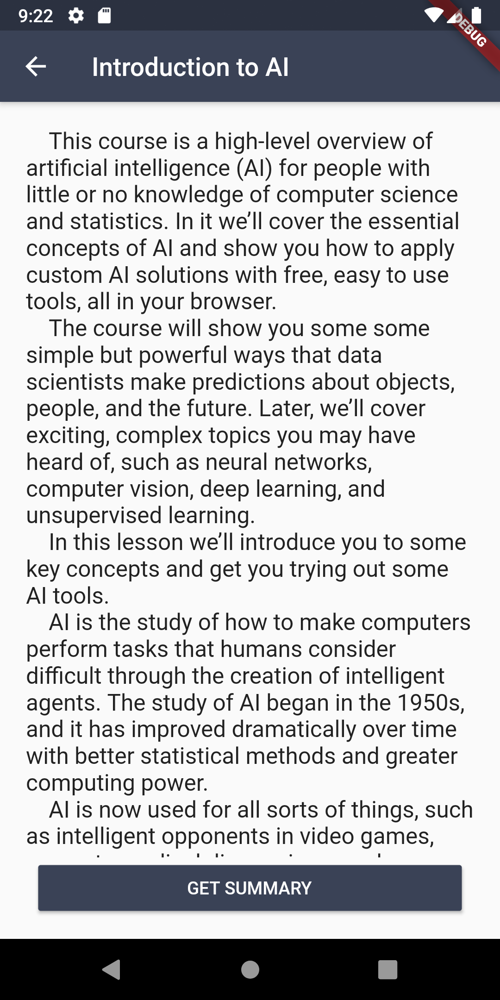 9:22
DEBUG
Introduction to AI
This course is a high-level overview of
artificial intelligence (AI) for people with
little or no knowledge of computer science
and statistics. In it we’ll cover the essential
concepts of AI and show you how to apply
custom AI solutions with free, easy to use
tools, all in your browser.
The course will show you some some
simple but powerful ways that data
scientists make predictions about objects,
people, and the future. Later, we’ll cover
exciting, complex topics you may have
heard of, such as neural networks,
computer vision, deep learning, and
unsupervised learning.
In this lesson we’ll introduce you to some
key concepts and get you trying out some
AI tools.
AI is the study of how to make computers
perform tasks that humans consider
difficult through the creation of intelligent
agents. The study of AI began in the 1950s,
and it has improved dramatically over time
with better statistical methods and greater
computing power.
AI is now used for all sorts of things, such
as intelligent opponents in video games,
GET SUMMARY